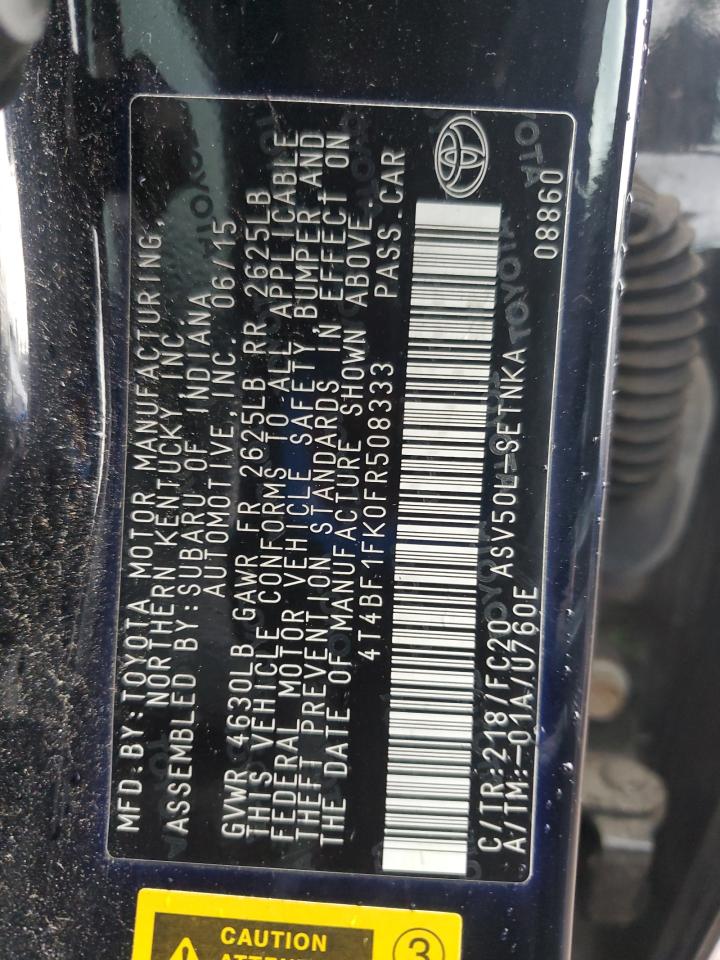 MFD.BY:TOYOTA MOTOR MANUFACTURING,
NORTHERN KENTUCKY INC
ASSEMBLED BY:SUBARU OF INDIANA
AUTOMOTIVE,INC. 06/15
GVWR 4630LB GAWR FR 2625LB RR 2625LB
THIS VEHICLE CONFORMS TO ALL APPLICABLE
FEDERAL MOTOR VEHICLE SAFETY,BUMPER AND
THEFT PREVENTION STANDARDS IN EFFECT ON
THE DATE OF MANUFACTURE SHOWN ABOVE.
4T4BF1FK0FR508333 PASS.CAR
C/TR:218/FC20 ASV50L-SETNKA
A/TM:-01A/U760E
08860
CAUTION
3